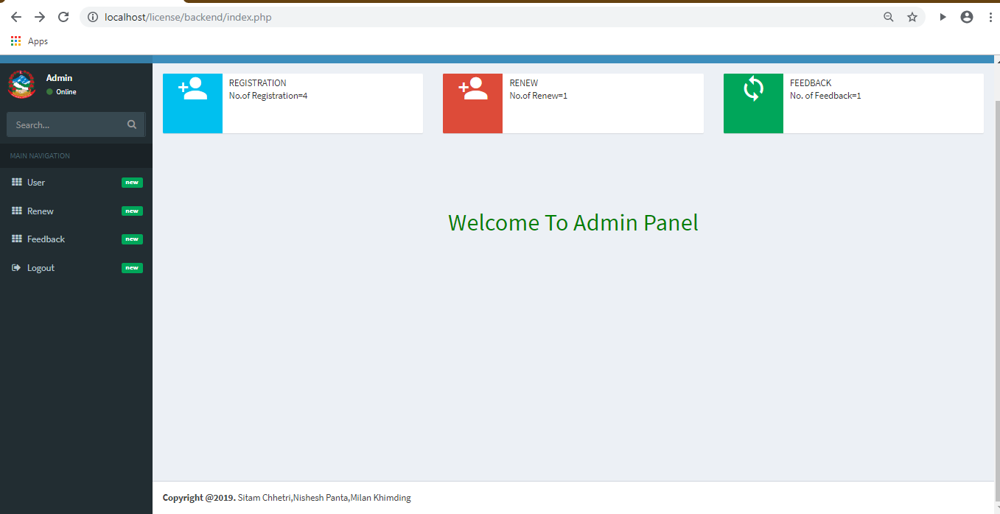 localhost/license/backend/index.php
Apps
Admin
Online
Search...
MAIN NAVIGATION
User new
Renew new
Feedback new
Logout new
REGISTRATION
No.of Registration=4
RENEW
No.of Renew=1
FEEDBACK
No. of Feedback=1
Welcome To Admin Panel
Copyright @2019. Sitam Chhetri,Nishesh Panta,Milan Khimding